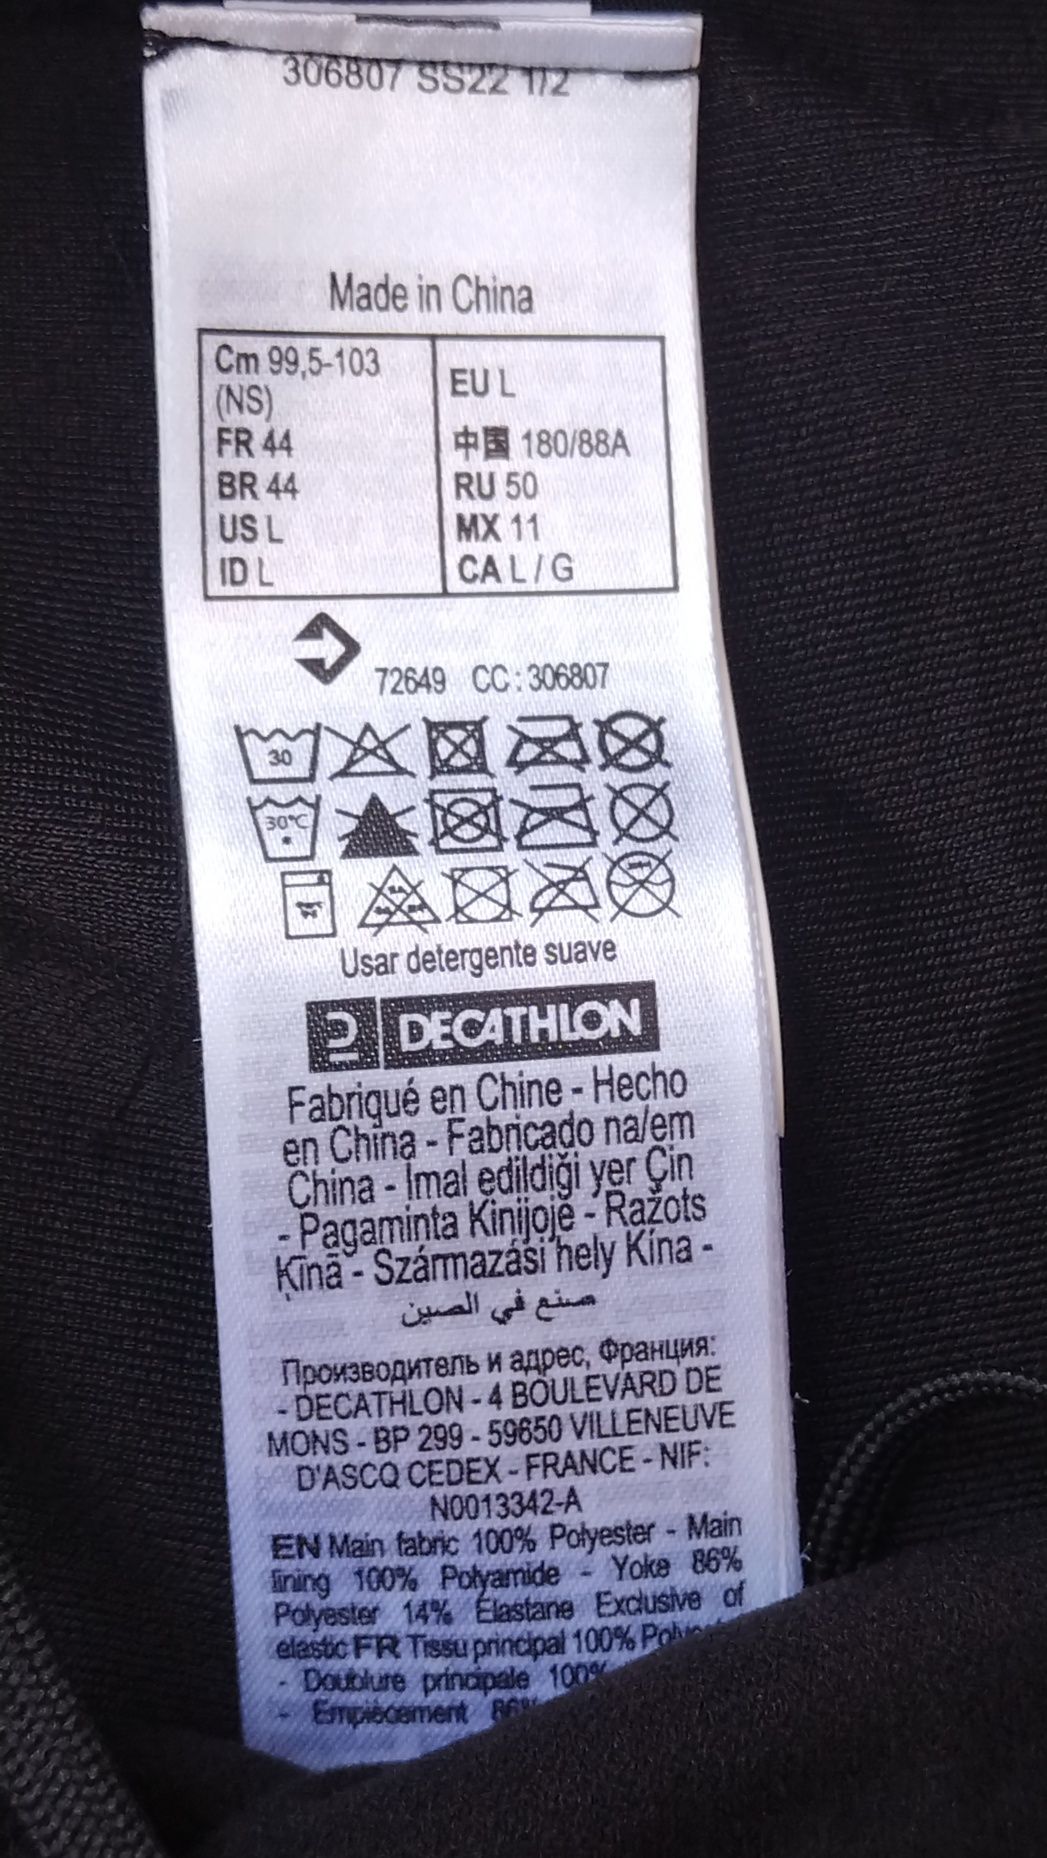 306807 SS22 1/2
Made in China
Cm 99,5-103
(NS)
FR 44
BR 44
US L
ID L
EU L
中国 180/88A
RU 50
MX 11
CA L / G
72649 CC : 306807
30
30°C
Usar detergente suave
DECATHLON
Fabriqué en Chine - Hecho
en China - Fabricado na/em
China - İmal edildiği yer Çin
- Pagaminta Kinijoje - Ražots
Ķīnā - Származási hely Kína -
صنع في الصين
Производитель и адрес, Франция:
- DECATHLON - 4 BOULEVARD DE
MONS - BP 299 - 59650 VILLENEUVE
D'ASCQ CEDEX - FRANCE - NIF:
N0013342-A
EN Main fabric 100% Polyester - Main
lining 100% Polyamide - Yoke 86%
Polyester 14% Elastane Exclusive of
elastic FR Tissu principal 100%
- Doublure principale 100%
- Empiècement 86%